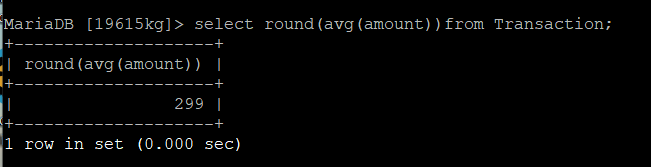 MariaDB [19615kg]> select round(avg(amount))from Transaction;
+--------------------+
| round(avg(amount)) |
+--------------------+
|                299 |
+--------------------+
1 row in set (0.000 sec)